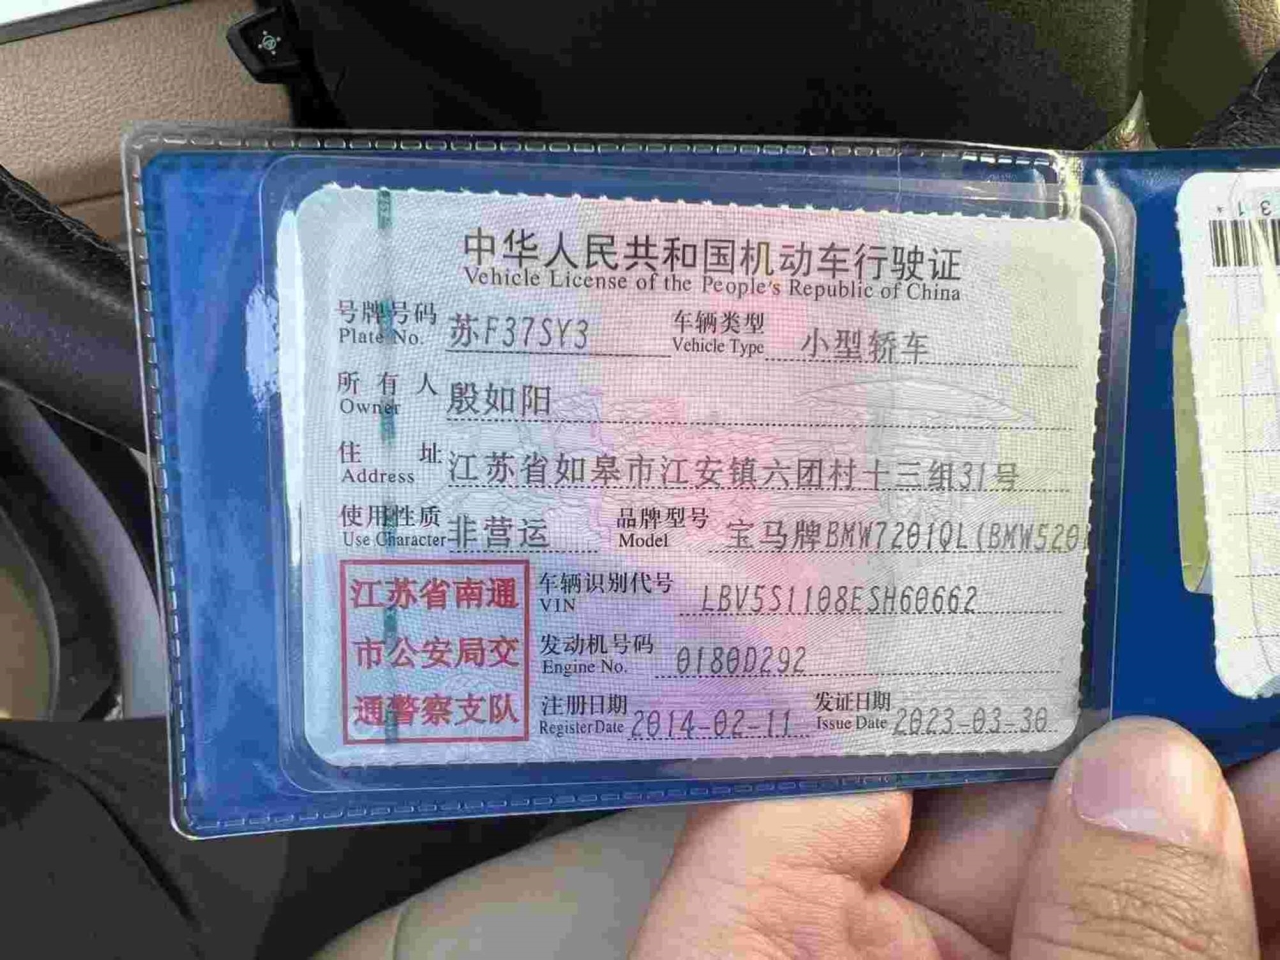 中华人民共和国机动车行驶证
Vehicle License of the People's Republic of China
号牌号码 苏F37SY3 车辆类型 小型轿车
Plate No. Vehicle Type
所有人 殷如阳
Owner
住址 江苏省如皋市江安镇六团村十三组31号
Address
使用性质 非营运 品牌型号 宝马牌BMW7201QL(BMW520
Use Character Model
江苏省南通
市公安局交
通警察支队
车辆识别代号 LBV5S1108ESH60662
VIN
发动机号码 0180D292
Engine No.
注册日期 2014-02-11 发证日期 2023-03-30
Register Date Issue Date